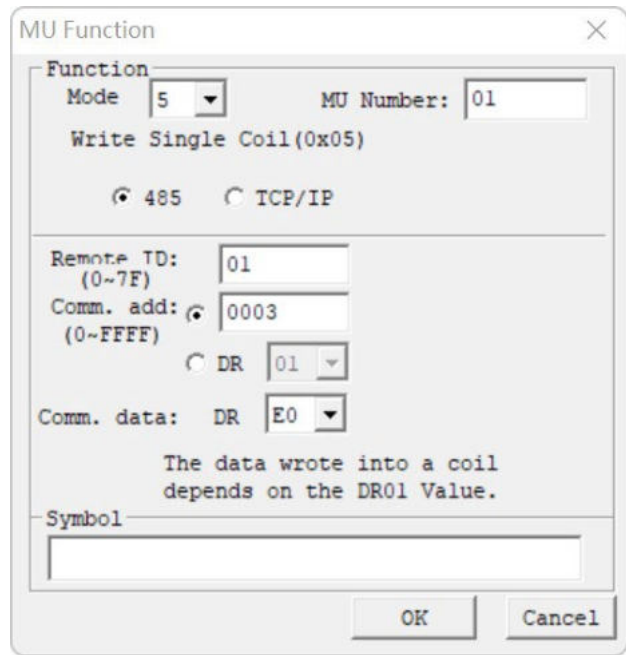 MU Function
Function
Mode 5 MU Number: 01
Write Single Coil(0x05)
485 TCP/IP
Remote ID: 01
(0~7F)
Comm. add: 0003
(0~FFFF)
DR 01
Comm. data: DR E0
The data wrote into a coil
depends on the DR01 Value.
Symbol
OK Cancel